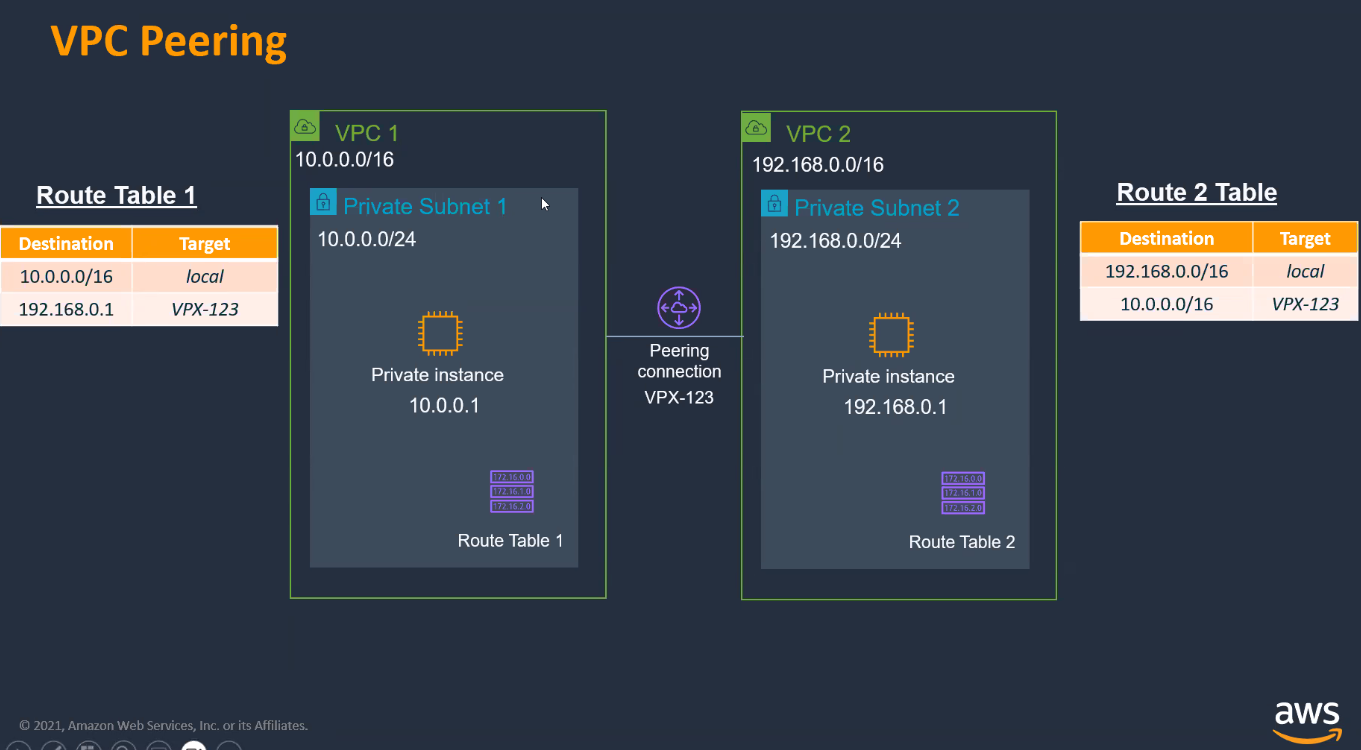 VPC Peering
VPC 1
10.0.0.0/16
VPC 2
192.168.0.0/16
Route Table 1
Destination Target
10.0.0.0/16 local
192.168.0.1 VPX-123
Private Subnet 1
10.0.0.0/24
Private instance
10.0.0.1
172.16.0.0
172.16.1.0
172.16.2.0
Route Table 1
Peering
connection
VPX-123
Private Subnet 2
192.168.0.0/24
Private instance
192.168.0.1
172.16.0.0
172.16.1.0
172.16.2.0
Route Table 2
Route 2 Table
Destination Target
192.168.0.0/16 local
10.0.0.0/16 VPX-123
© 2021, Amazon Web Services, Inc. or its Affiliates.
aws